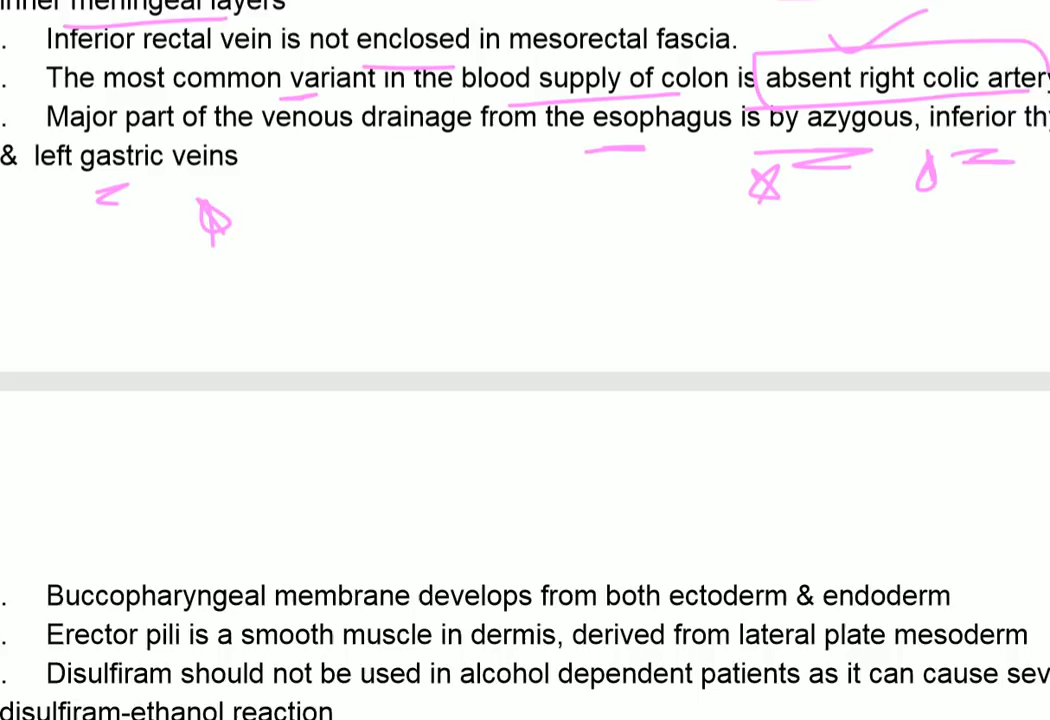 inner meningeal layers
. Inferior rectal vein is not enclosed in mesorectal fascia.
. The most common variant in the blood supply of colon is absent right colic artery
. Major part of the venous drainage from the esophagus is by azygous, inferior th
& left gastric veins
. Buccopharyngeal membrane develops from both ectoderm & endoderm
. Erector pili is a smooth muscle in dermis, derived from lateral plate mesoderm
. Disulfiram should not be used in alcohol dependent patients as it can cause sev
disulfiram-ethanol reaction